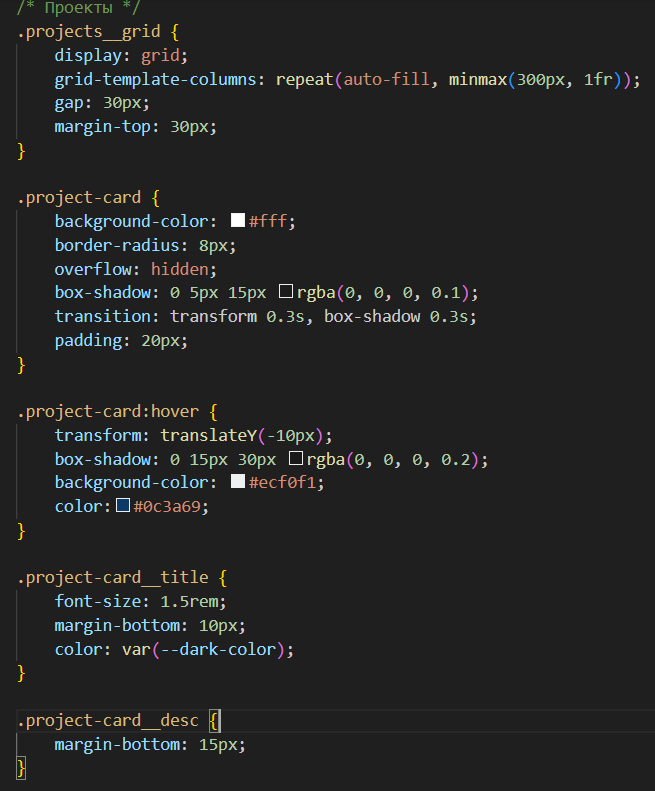 /* Проекты */
.projects__grid {
    display: grid;
    grid-template-columns: repeat(auto-fill, minmax(300px, 1fr));
    gap: 30px;
    margin-top: 30px;
}

.project-card {
    background-color: #fff;
    border-radius: 8px;
    overflow: hidden;
    box-shadow: 0 5px 15px rgba(0, 0, 0, 0.1);
    transition: transform 0.3s, box-shadow 0.3s;
    padding: 20px;
}

.project-card:hover {
    transform: translateY(-10px);
    box-shadow: 0 15px 30px rgba(0, 0, 0, 0.2);
    background-color: #ecf0f1;
    color:#0c3a69;
}

.project-card__title {
    font-size: 1.5rem;
    margin-bottom: 10px;
    color: var(--dark-color);
}

.project-card__desc {
    margin-bottom: 15px;
}